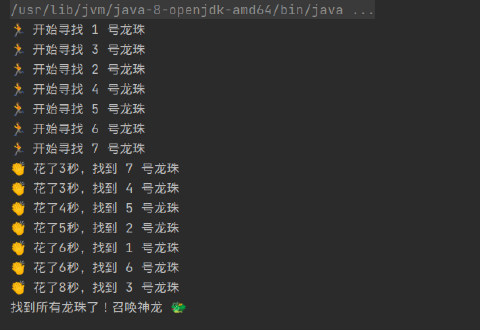 /usr/lib/jvm/java-8-openjdk-amd64/bin/java ...
🏃 开始寻找 1 号龙珠
🏃 开始寻找 3 号龙珠
🏃 开始寻找 2 号龙珠
🏃 开始寻找 4 号龙珠
🏃 开始寻找 5 号龙珠
🏃 开始寻找 6 号龙珠
🏃 开始寻找 7 号龙珠
👏 花了3秒，找到 7 号龙珠
👏 花了3秒，找到 4 号龙珠
👏 花了4秒，找到 5 号龙珠
👏 花了5秒，找到 2 号龙珠
👏 花了6秒，找到 1 号龙珠
👏 花了6秒，找到 6 号龙珠
👏 花了8秒，找到 3 号龙珠
找到所有龙珠了！召唤神龙 🐲